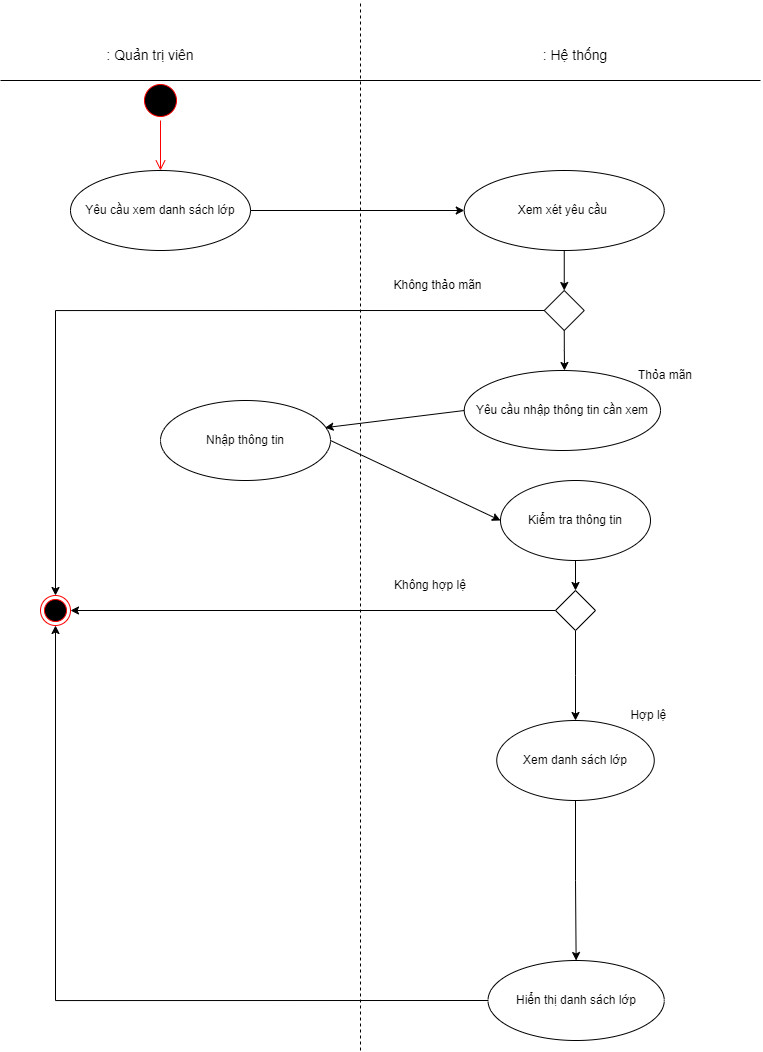 : Quản trị viên
: Hệ thống
Yêu cầu xem danh sách lớp
Xem xét yêu cầu
Không thảo mãn
Thỏa mãn
Yêu cầu nhập thông tin cần xem
Nhập thông tin
Kiểm tra thông tin
Không hợp lệ
Hợp lệ
Xem danh sách lớp
Hiển thị danh sách lớp